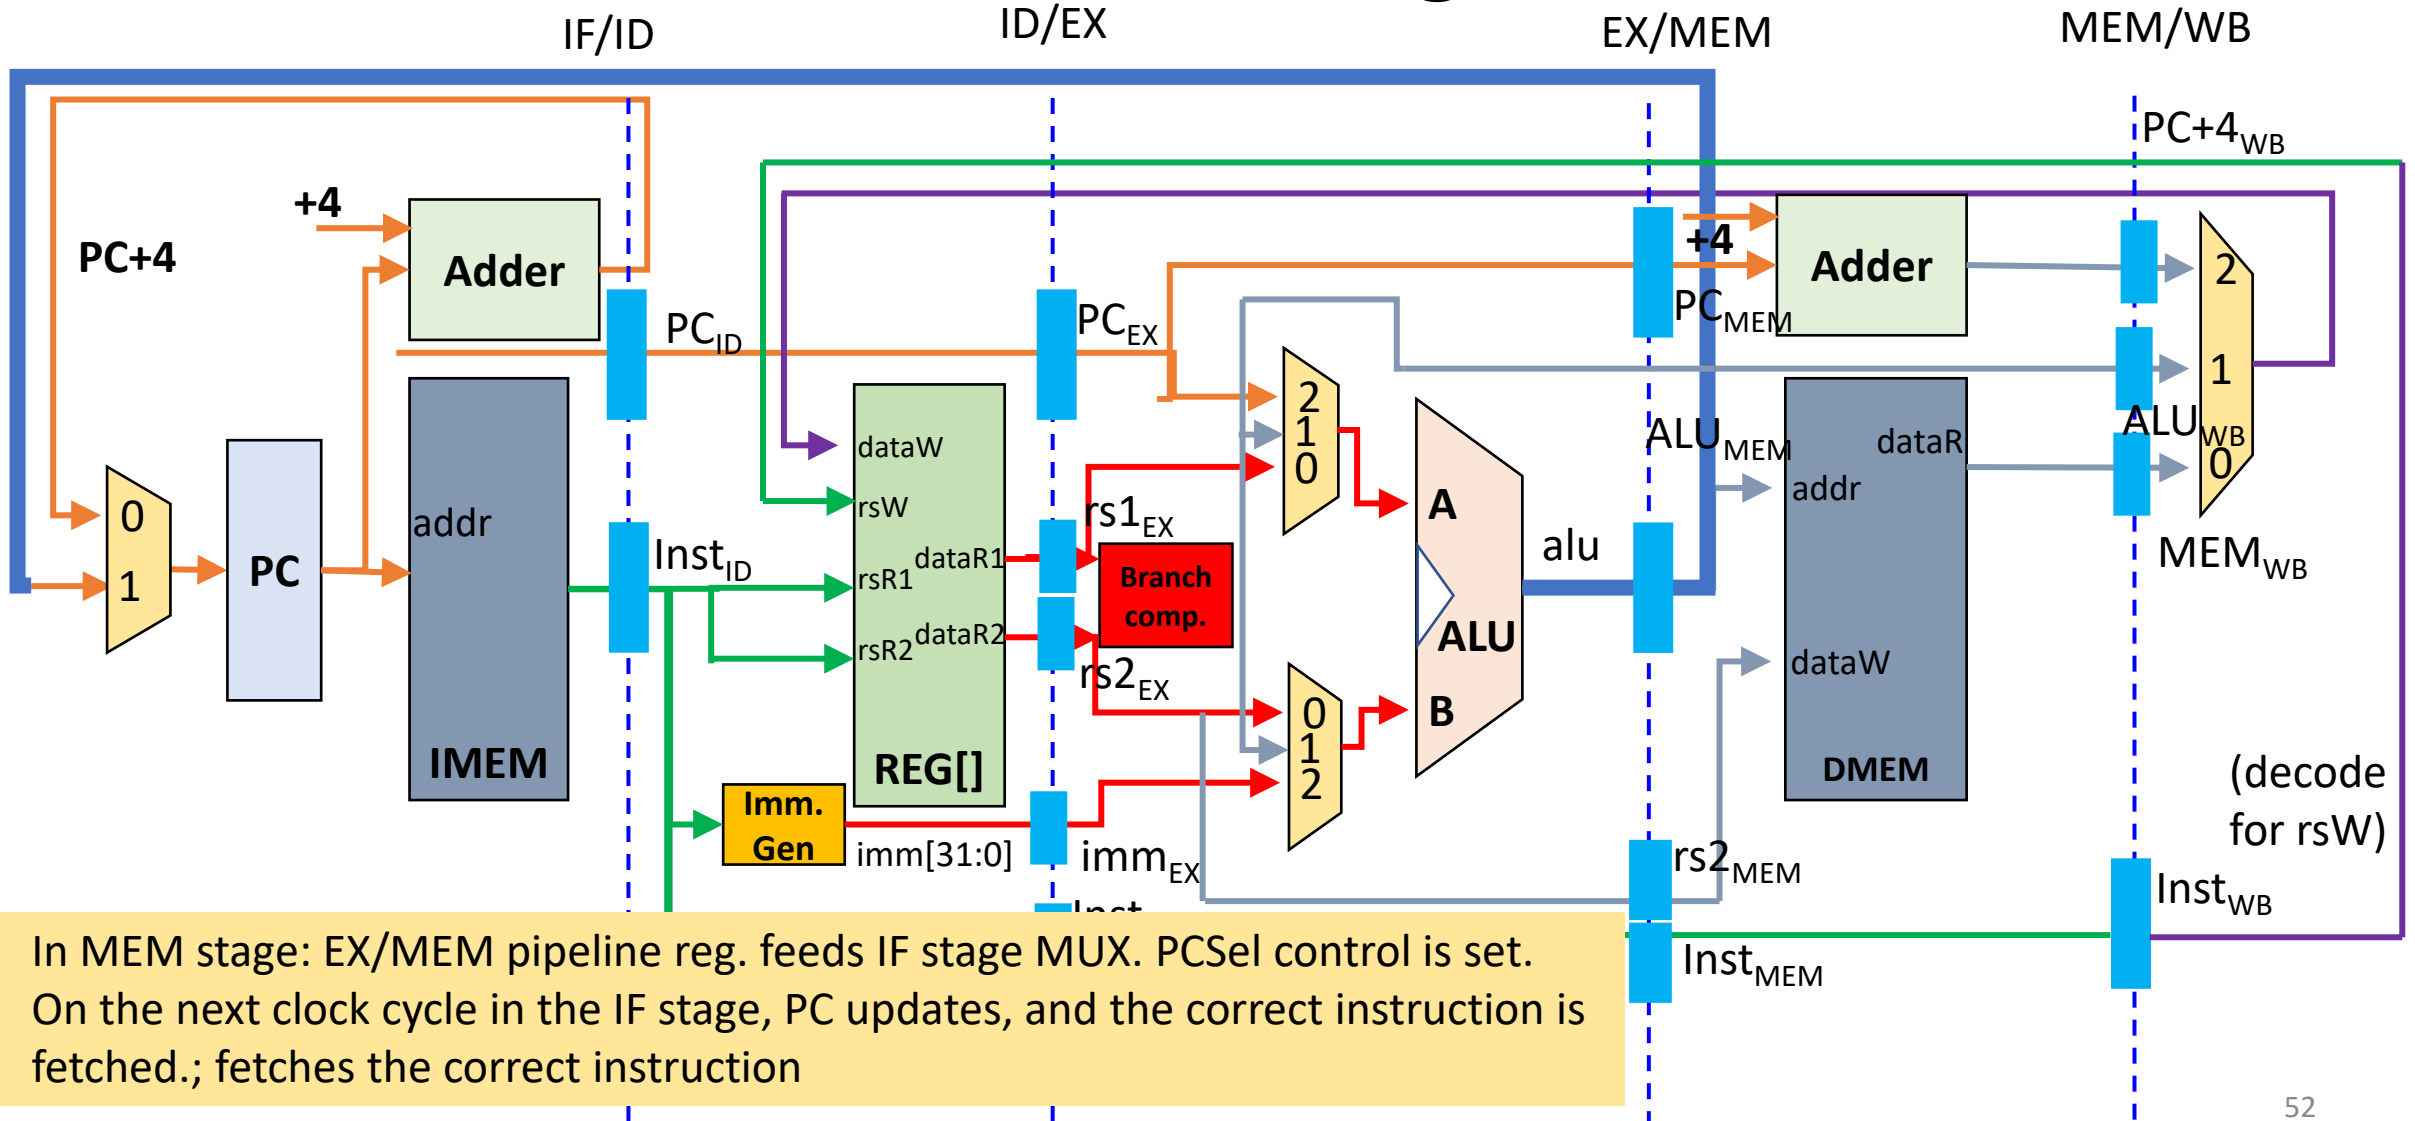 IF/ID
ID/EX
EX/MEM
MEM/WB
PC+4WB
+4
PC+4
Adder
+4
Adder
2
PCID
PCEX
PCMEM
1
2
1
0
dataW
ALUMEM
dataR
ALUWB
0
rsW
A
addr
0
addr
rs1EX
InstID
dataR1
alu
MEMWB
1
PC
rsR1
Branch
comp.
dataR2
ALU
rsR2
rs2EX
dataW
0
1
2
B
IMEM
REG[]
DMEM
(decode
for rsW)
Imm.
Gen
imm[31:0]
immEX
rs2MEM
InstWB
InstMEM
In MEM stage: EX/MEM pipeline reg. feeds IF stage MUX. PCSel control is set.
On the next clock cycle in the IF stage, PC updates, and the correct instruction is
fetched.; fetches the correct instruction
52